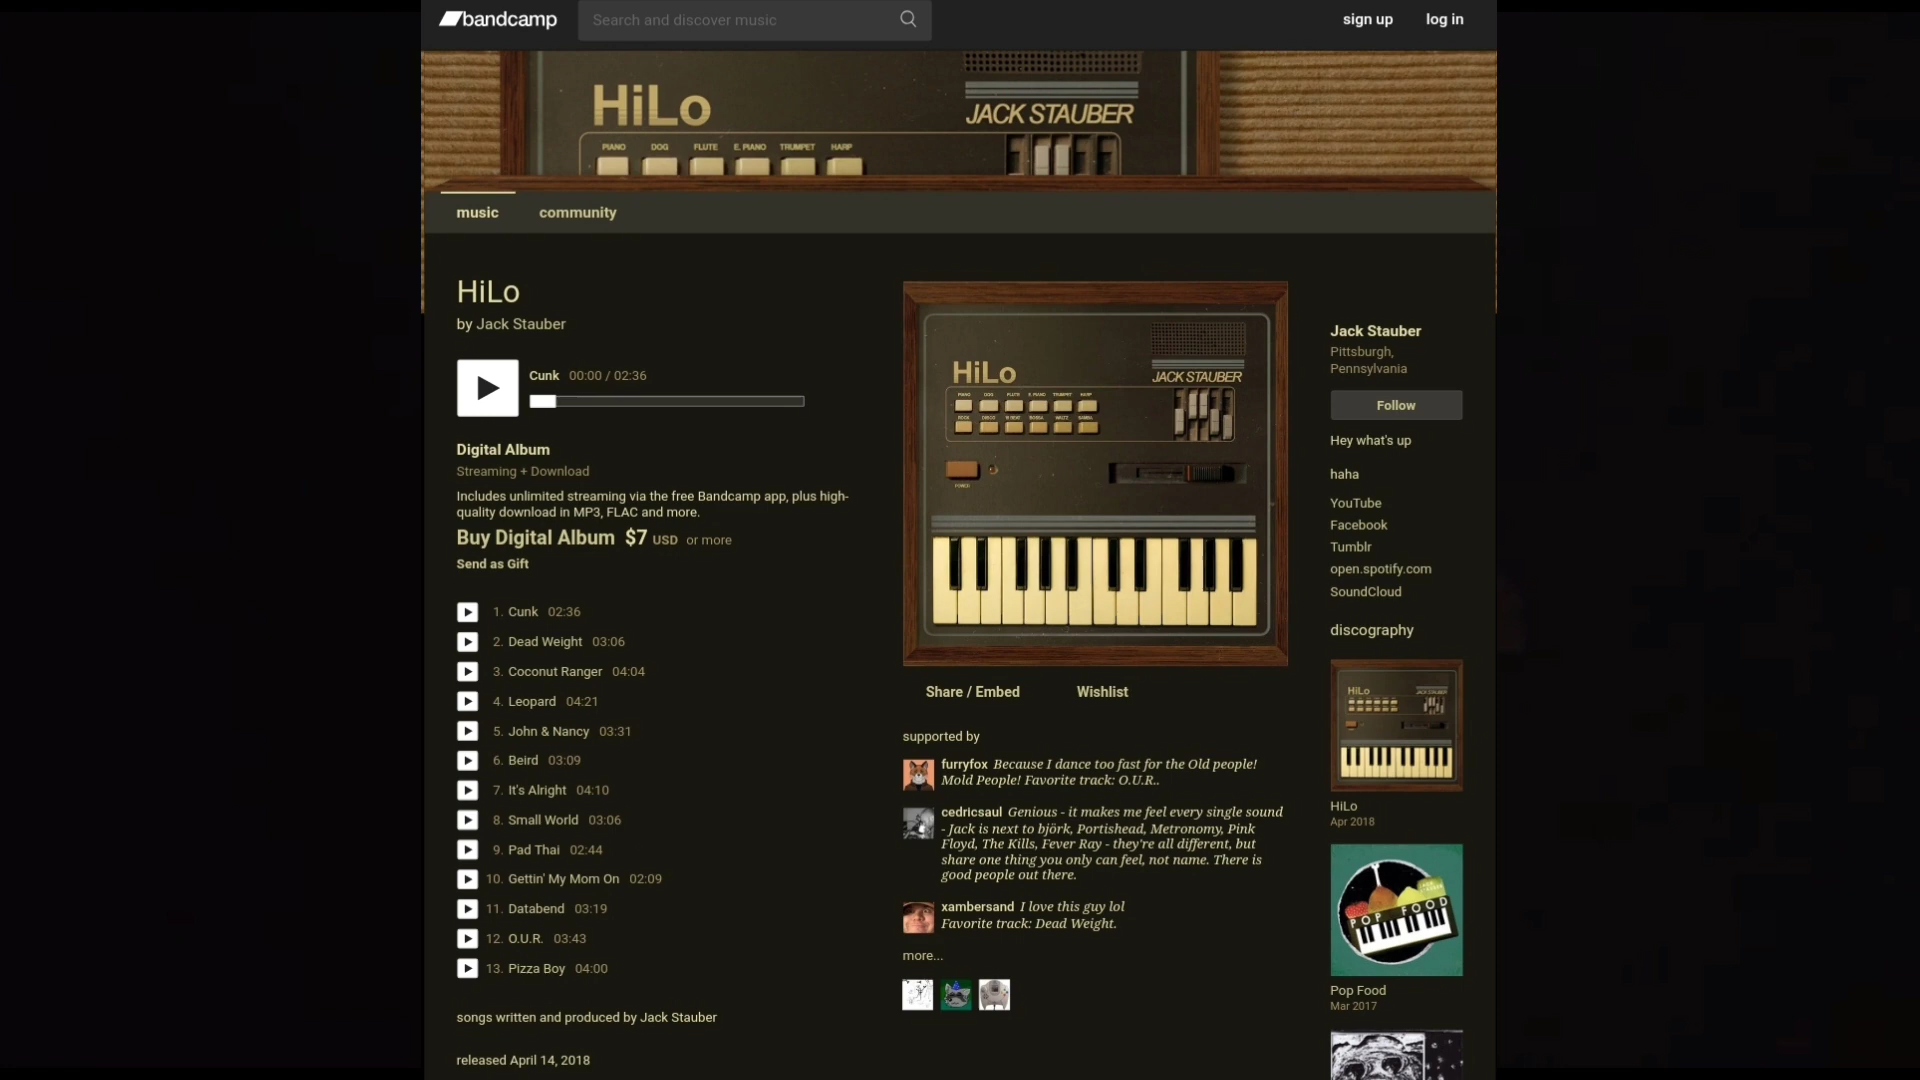 bandcamp
Search and discover music
sign up
log in
HiLo
JACK STAUBER
PIANO DOG FLUTE E. PIANO TRUMPET HARP
music
community
HiLo
by Jack Stauber
Cunk 00:00 / 02:36
Digital Album
Streaming + Download
Includes unlimited streaming via the free Bandcamp app, plus high-
quality download in MP3, FLAC and more.
Buy Digital Album $7 USD or more
Send as Gift
1. Cunk 02:36
2. Dead Weight 03:06
3. Coconut Ranger 04:04
4. Leopard 04:21
5. John & Nancy 03:31
6. Beird 03:09
7. It's Alright 04:10
8. Small World 03:06
9. Pad Thai 02:44
10. Gettin' My Mom On 02:09
11. Databend 03:19
12. O.U.R. 03:43
13. Pizza Boy 04:00
songs written and produced by Jack Stauber
released April 14, 2018
HiLo
JACK STAUBER
PIANO DOG FLUTE E. PIANO TRUMPET HARP
POWER
Share / Embed
Wishlist
supported by
furryfox Because I dance too fast for the Old people!
Mold People! Favorite track: O.U.R..
cedricsaul Genious - it makes me feel every single sound
- Jack is next to björk, Portishead, Metronomy, Pink
Floyd, The Kills, Fever Ray - they're all different, but
share one thing you only can feel, not name. There is
good people out there.
xambersand I love this guy lol
Favorite track: Dead Weight.
more...
Jack Stauber
Pittsburgh,
Pennsylvania
Follow
Hey what's up
haha
YouTube
Facebook
Tumblr
open.spotify.com
SoundCloud
discography
HiLo
JACK STAUBER
HiLo
Apr 2018
POP FOOD
Pop Food
Mar 2017